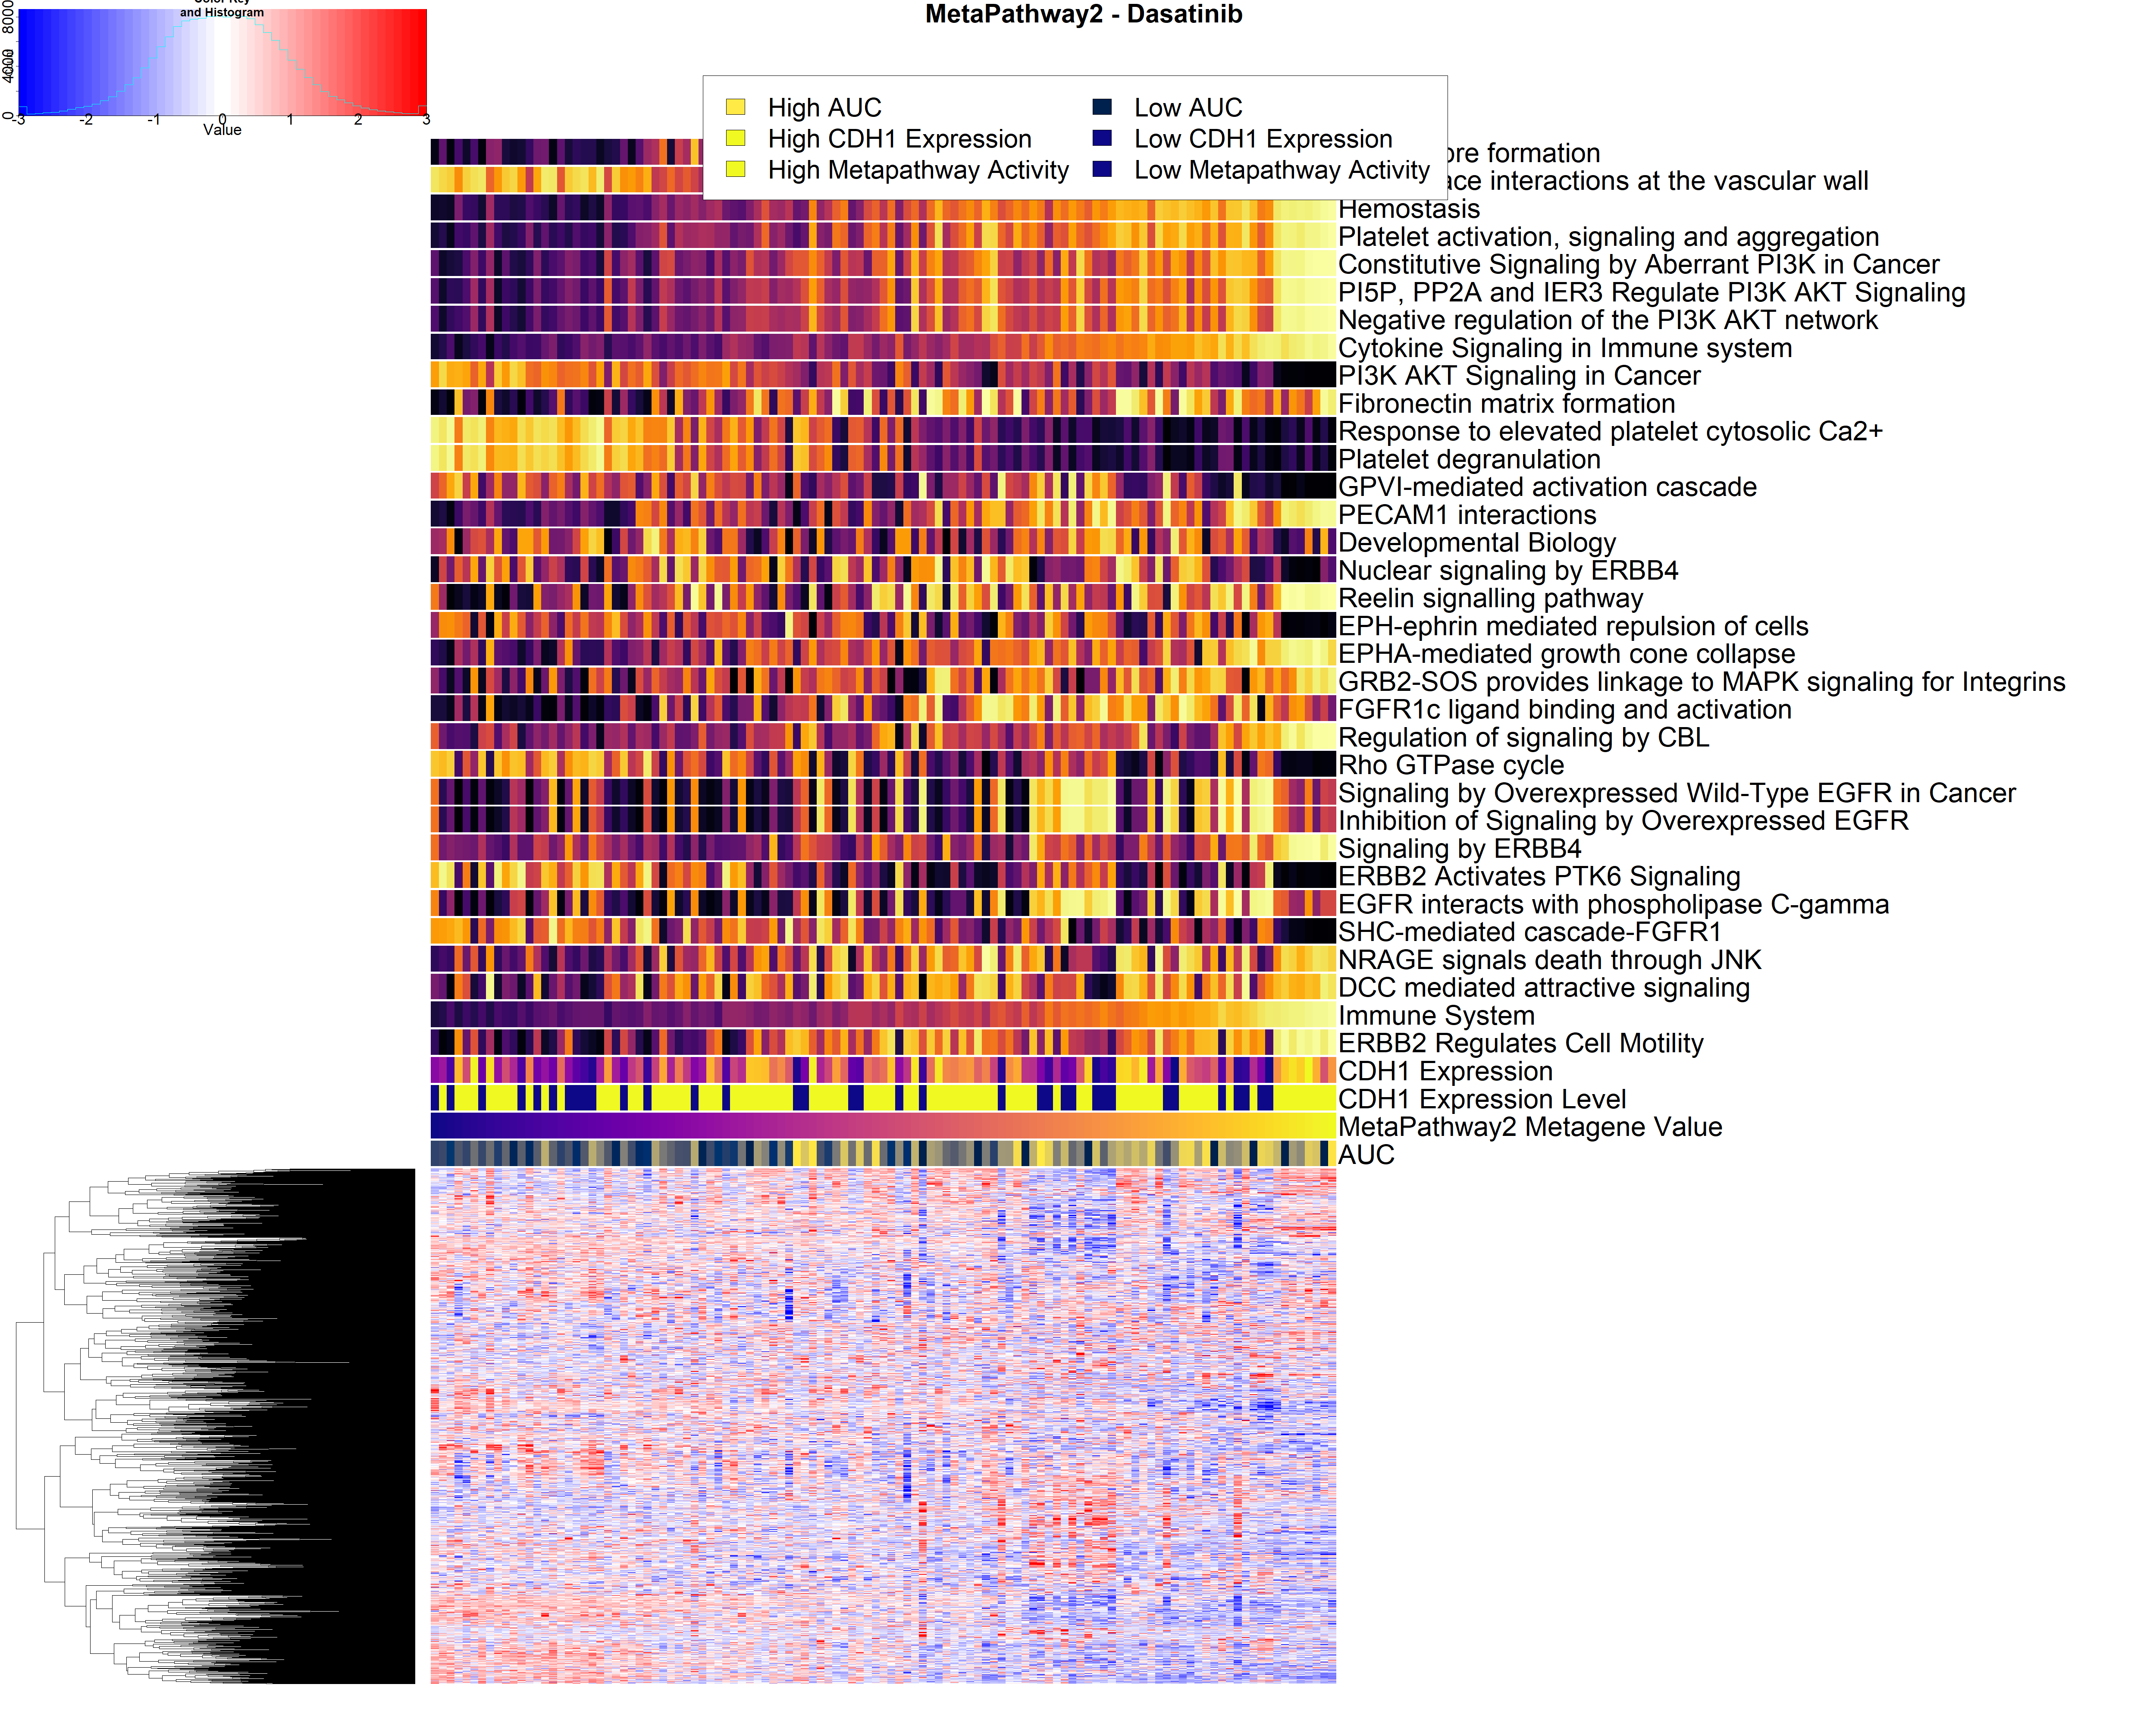 Color Key
and Histogram
8000
4000
0
-3 -2 -1 0 1 2 3
Value
MetaPathway2 - Dasatinib
High AUC Low AUC
High CDH1 Expression Low CDH1 Expression
High Metapathway Activity Low Metapathway Activity
formation
interactions at the vascular wall
Hemostasis
Platelet activation, signaling and aggregation
Constitutive Signaling by Aberrant PI3K in Cancer
PI5P, PP2A and IER3 Regulate PI3K AKT Signaling
Negative regulation of the PI3K AKT network
Cytokine Signaling in Immune system
PI3K AKT Signaling in Cancer
Fibronectin matrix formation
Response to elevated platelet cytosolic Ca2+
Platelet degranulation
GPVI-mediated activation cascade
PECAM1 interactions
Developmental Biology
Nuclear signaling by ERBB4
Reelin signalling pathway
EPH-ephrin mediated repulsion of cells
EPHA-mediated growth cone collapse
GRB2-SOS provides linkage to MAPK signaling for Integrins
FGFR1c ligand binding and activation
Regulation of signaling by CBL
Rho GTPase cycle
Signaling by Overexpressed Wild-Type EGFR in Cancer
Inhibition of Signaling by Overexpressed EGFR
Signaling by ERBB4
ERBB2 Activates PTK6 Signaling
EGFR interacts with phospholipase C-gamma
SHC-mediated cascade-FGFR1
NRAGE signals death through JNK
DCC mediated attractive signaling
Immune System
ERBB2 Regulates Cell Motility
CDH1 Expression
CDH1 Expression Level
MetaPathway2 Metagene Value
AUC